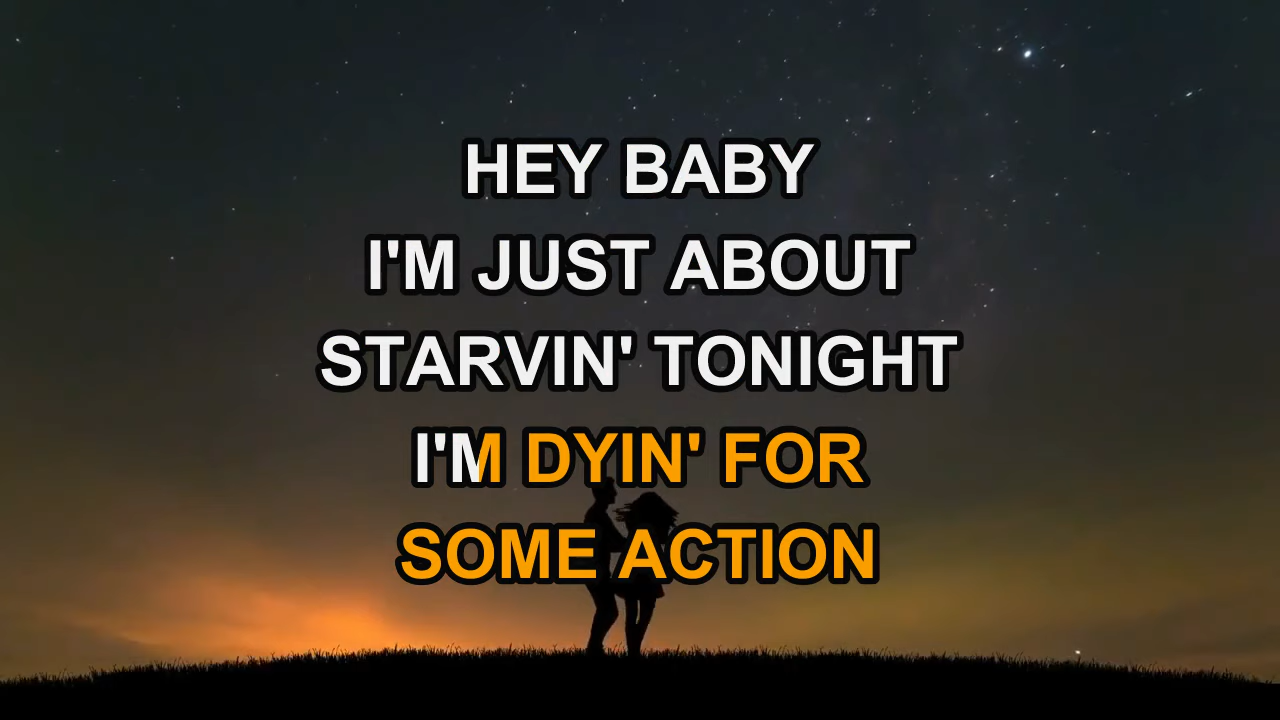 HEY BABY
I'M JUST ABOUT
STARVIN' TONIGHT
I'M DYIN' FOR
SOME ACTION